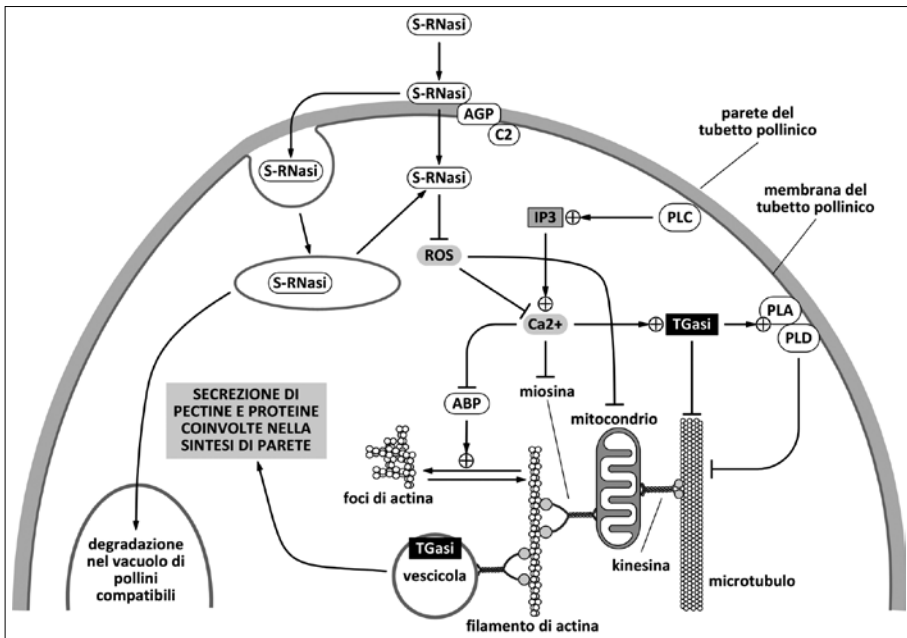 S-RNasi
S-RNasi
AGP
C2
parete del
tubetto pollinico
S-RNasi
S-RNasi
membrana del
tubetto pollinico
IP3
PLC
ROS
S-RNasi
Ca2+
TGasi
PLA
PLD
SECREZIONE DI
PECTINE E PROTEINE
COINVOLTE NELLA
SINTESI DI PARETE
ABP
miosina
mitocondrio
foci di actina
TGasi
vescicola
kinesina
microtubulo
degradazione
nel vacuolo di
pollini
compatibili
filamento di actina